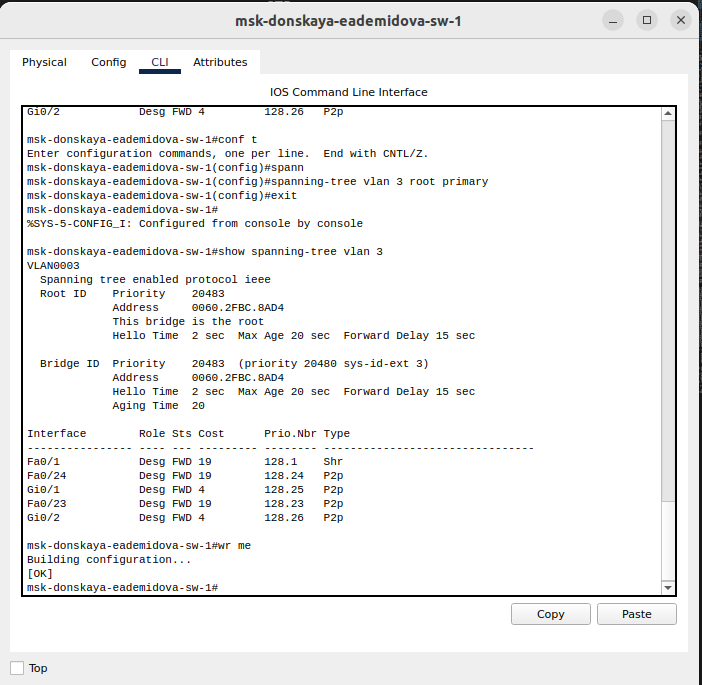 msk-donskaya-eademidova-sw-1
Physical Config CLI Attributes
IOS Command Line Interface
Gi0/2            Desg FWD 4         128.26   P2p
msk-donskaya-eademidova-sw-1#conf t
Enter configuration commands, one per line.  End with CNTL/Z.
msk-donskaya-eademidova-sw-1(config)#spann
msk-donskaya-eademidova-sw-1(config)#spanning-tree vlan 3 root primary
msk-donskaya-eademidova-sw-1(config)#exit
msk-donskaya-eademidova-sw-1#
%SYS-5-CONFIG_I: Configured from console by console
msk-donskaya-eademidova-sw-1#show spanning-tree vlan 3
VLAN0003
  Spanning tree enabled protocol ieee
  Root ID    Priority    20483
             Address     0060.2FBC.8AD4
             This bridge is the root
             Hello Time  2 sec  Max Age 20 sec  Forward Delay 15 sec
  Bridge ID  Priority    20483  (priority 20480 sys-id-ext 3)
             Address     0060.2FBC.8AD4
             Hello Time  2 sec  Max Age 20 sec  Forward Delay 15 sec
             Aging Time  20
Interface        Role Sts Cost      Prio.Nbr Type
---------------- ---- --- --------- -------- --------------------------------
Fa0/1            Desg FWD 19        128.1    Shr
Fa0/24           Desg FWD 19        128.24   P2p
Gi0/1            Desg FWD 4         128.25   P2p
Fa0/23           Desg FWD 19        128.23   P2p
Gi0/2            Desg FWD 4         128.26   P2p
msk-donskaya-eademidova-sw-1#wr me
Building configuration...
[OK]
msk-donskaya-eademidova-sw-1#
Copy Paste
Top